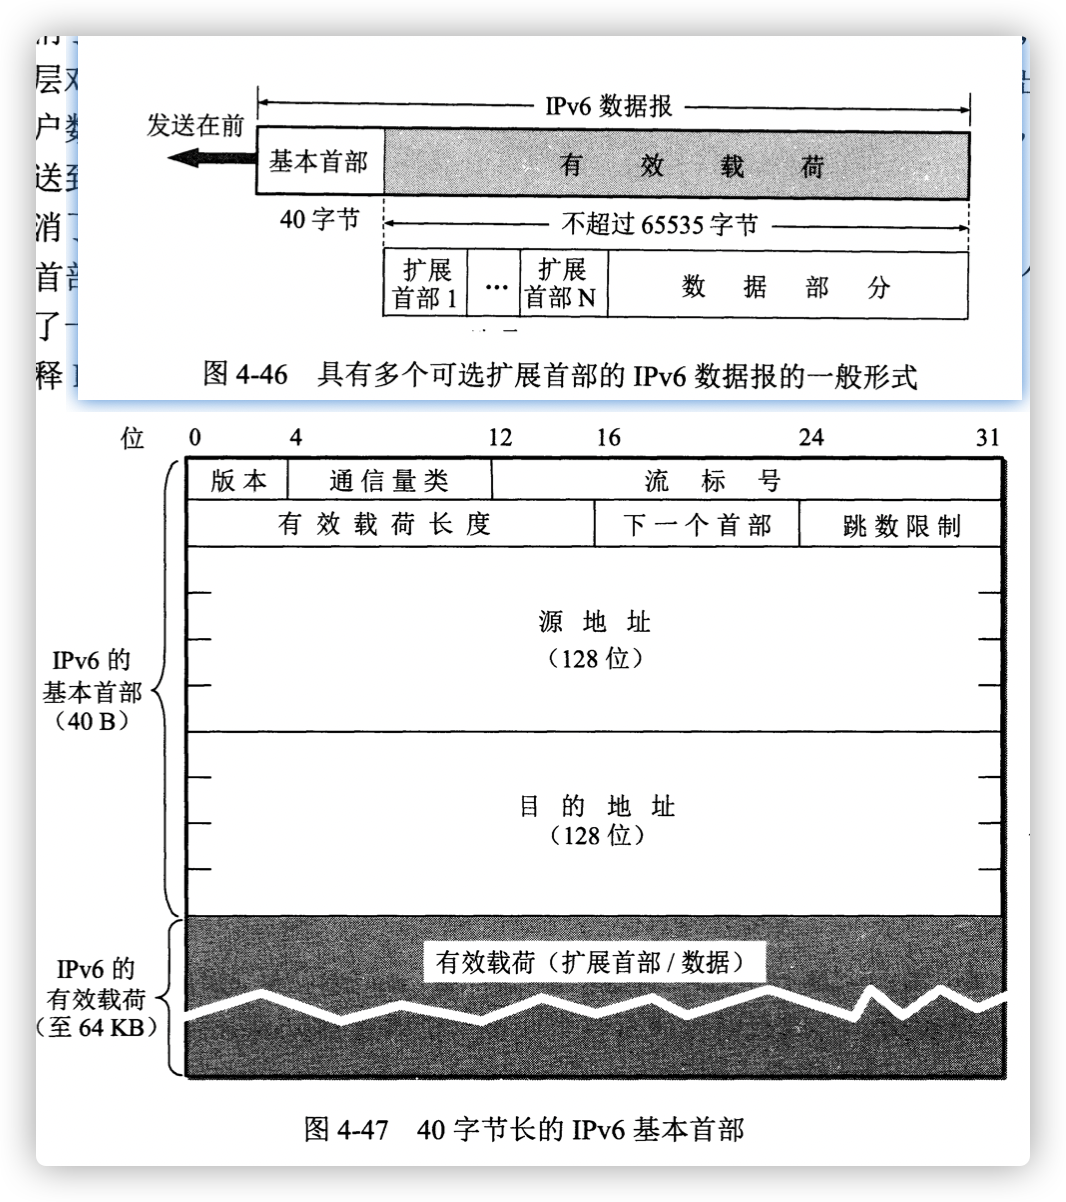 层
户数
送到
消了
首部
了一
释
IPv6 数据报
发送在前
基本首部
有效载荷
40 字节
不超过 65535 字节
扩展
首部 1
...
扩展
首部 N
数据部分
图 4-46 具有多个可选扩展首部的 IPv6 数据报的一般形式
位 0 4 12 16 24 31
版本 通信量类 流标号
有效载荷长度 下一个首部 跳数限制
源地址
（128 位）
IPv6 的
基本首部
（40 B）
目的地址
（128 位）
有效载荷（扩展首部 / 数据）
IPv6 的
有效载荷
（至 64 KB）
图 4-47 40 字节长的 IPv6 基本首部